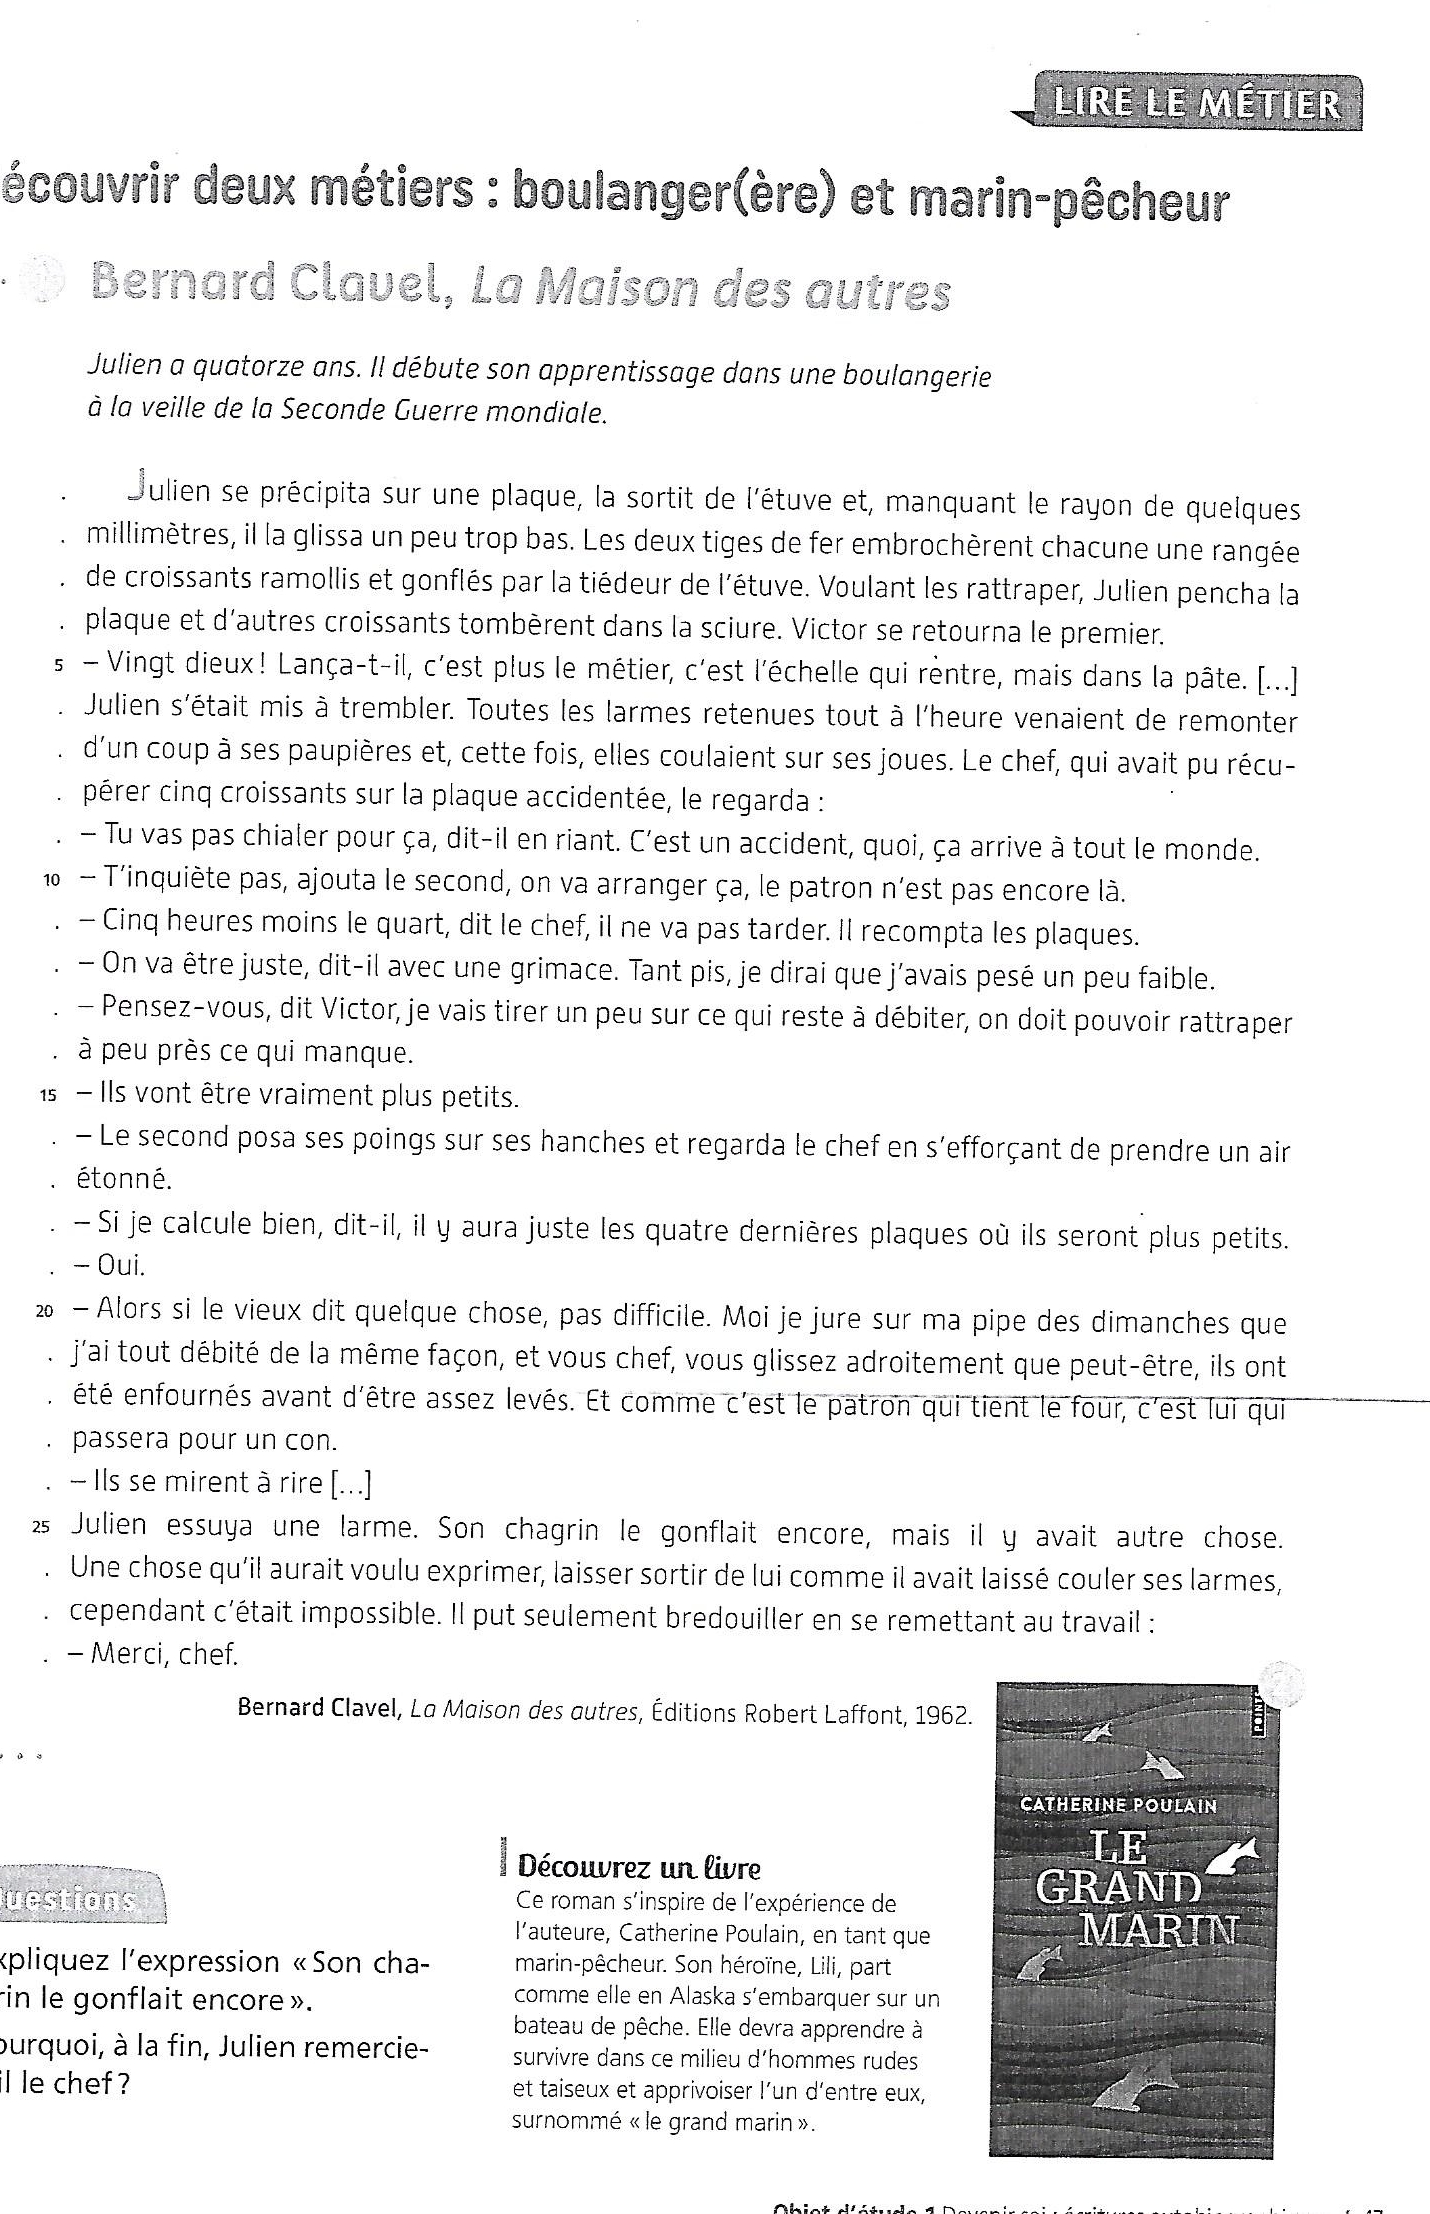 LIRE LE MÉTIER
écouvrir deux métiers : boulanger(ère) et marin-pêcheur
Bernard Clavel, La Maison des autres
Julien a quatorze ans. Il débute son apprentissage dans une boulangerie
à la veille de la Seconde Guerre mondiale.
Julien se précipita sur une plaque, la sortit de l'étuve et, manquant le rayon de quelques
millimètres, il la glissa un peu trop bas. Les deux tiges de fer embrochèrent chacune une rangée
de croissants ramollis et gonflés par la tiédeur de l'étuve. Voulant les rattraper, Julien pencha la
plaque et d'autres croissants tombèrent dans la sciure. Victor se retourna le premier.
5 – Vingt dieux ! Lança-t-il, c'est plus le métier, c'est l'échelle qui rentre, mais dans la pâte. [...]
Julien s'était mis à trembler. Toutes les larmes retenues tout à l'heure venaient de remonter
d'un coup à ses paupières et, cette fois, elles coulaient sur ses joues. Le chef, qui avait pu récu-
pérer cinq croissants sur la plaque accidentée, le regarda :
– Tu vas pas chialer pour ça, dit-il en riant. C'est un accident, quoi, ça arrive à tout le monde.
10 – T'inquiète pas, ajouta le second, on va arranger ça, le patron n'est pas encore là.
– Cinq heures moins le quart, dit le chef, il ne va pas tarder. Il recompta les plaques.
– On va être juste, dit-il avec une grimace. Tant pis, je dirai que j'avais pesé un peu faible.
– Pensez-vous, dit Victor, je vais tirer un peu sur ce qui reste à débiter, on doit pouvoir rattraper
à peu près ce qui manque.
15 – Ils vont être vraiment plus petits.
– Le second posa ses poings sur ses hanches et regarda le chef en s'efforçant de prendre un air
étonné.
– Si je calcule bien, dit-il, il y aura juste les quatre dernières plaques où ils seront plus petits.
– Oui.
20 – Alors si le vieux dit quelque chose, pas difficile. Moi je jure sur ma pipe des dimanches que
j'ai tout débité de la même façon, et vous chef, vous glissez adroitement que peut-être, ils ont
été enfournés avant d'être assez levés. Et comme c'est le patron qui tient le four, c'est lui qui
passera pour un con.
– Ils se mirent à rire [...]
25 Julien essuya une larme. Son chagrin le gonflait encore, mais il y avait autre chose.
Une chose qu'il aurait voulu exprimer, laisser sortir de lui comme il avait laissé couler ses larmes,
cependant c'était impossible. Il put seulement bredouiller en se remettant au travail :
– Merci, chef.
Bernard Clavel, La Maison des autres, Éditions Robert Laffont, 1962.
uestions
xpliquez l'expression « Son cha-
rin le gonflait encore ».
ourquoi, à la fin, Julien remercie-
il le chef ?
Découvrez un livre
Ce roman s'inspire de l'expérience de
l'auteure, Catherine Poulain, en tant que
marin-pêcheur. Son héroïne, Lili, part
comme elle en Alaska s'embarquer sur un
bateau de pêche. Elle devra apprendre à
survivre dans ce milieu d'hommes rudes
et taiseux et apprivoiser l'un d'entre eux,
surnommé « le grand marin ».
CATHERINE POULAIN
LE
GRAND
MARIN
Objet d'étude 1